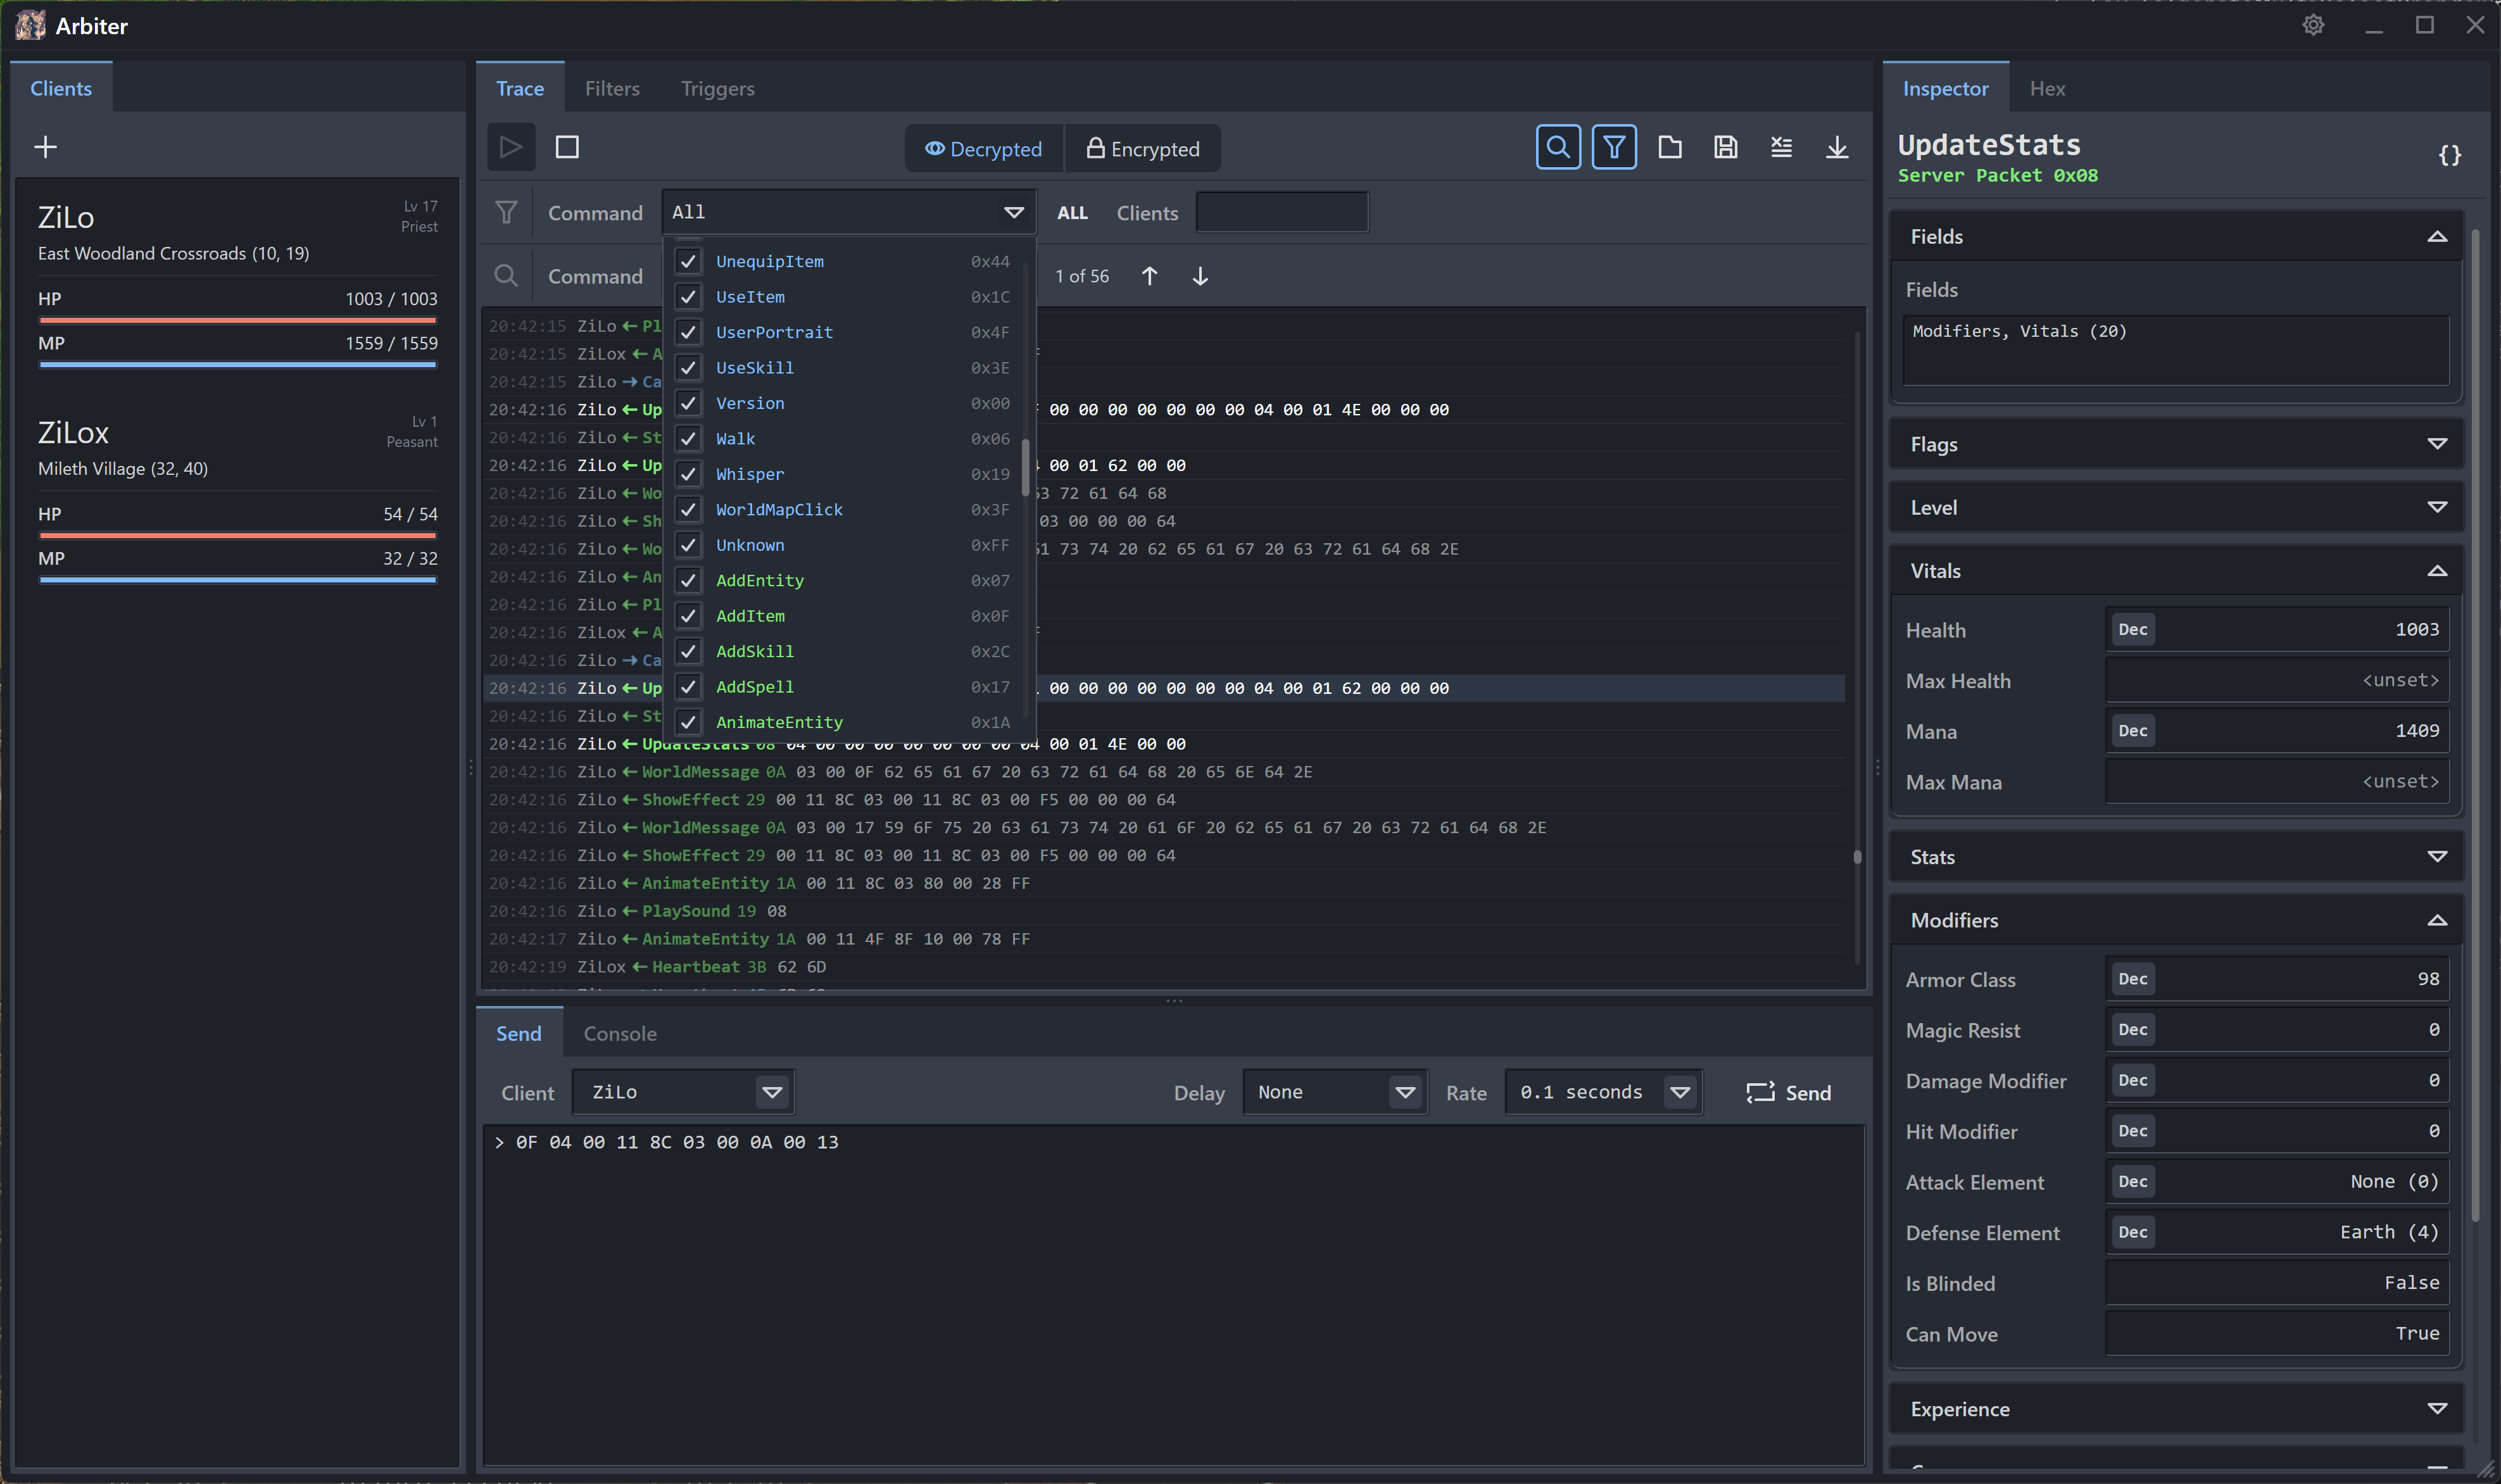 Arbiter
Clients
ZiLo
Lv 17
Priest
East Woodland Crossroads (10, 19)
HP 1003 / 1003
MP 1559 / 1559
ZiLox
Lv 1
Peasant
Mileth Village (32, 40)
HP 54 / 54
MP 32 / 32
Trace Filters Triggers
Decrypted Encrypted
Command All ALL Clients
Command 1 of 56
UnequipItem 0x44
UseItem 0x1C
UserPortrait 0x4F
UseSkill 0x3E
Version 0x00
Walk 0x06
Whisper 0x19
WorldMapClick 0x3F
Unknown 0xFF
AddEntity 0x07
AddItem 0x0F
AddSkill 0x2C
AddSpell 0x17
AnimateEntity 0x1A
20:42:15 ZiLo ← Pl
20:42:15 ZiLox ← A
20:42:15 ZiLo → Ca
20:42:16 ZiLo ← Up 00 00 00 00 00 00 00 04 00 01 4E 00 00 00
20:42:16 ZiLo ← St
20:42:16 ZiLo ← Up 00 01 62 00 00
20:42:16 ZiLo ← Wo 72 61 64 68
20:42:16 ZiLo ← Sh 03 00 00 00 64
20:42:16 ZiLo ← Wo 73 74 20 62 65 61 67 20 63 72 61 64 68 2E
20:42:16 ZiLo ← An
20:42:16 ZiLo ← Pl
20:42:16 ZiLox ← A
20:42:16 ZiLo → Ca
20:42:16 ZiLo ← Up 00 00 00 00 00 00 00 04 00 01 62 00 00 00
20:42:16 ZiLo ← St
20:42:16 ZiLo ← UpdateStats 08 04 00 00 00 00 00 00 00 04 00 01 4E 00 00
20:42:16 ZiLo ← WorldMessage 0A 03 00 0F 62 65 61 67 20 63 72 61 64 68 20 65 6E 64 2E
20:42:16 ZiLo ← ShowEffect 29 00 11 8C 03 00 11 8C 03 00 F5 00 00 00 64
20:42:16 ZiLo ← WorldMessage 0A 03 00 17 59 6F 75 20 63 61 73 74 20 61 6F 20 62 65 61 67 20 63 72 61 64 68 2E
20:42:16 ZiLo ← ShowEffect 29 00 11 8C 03 00 11 8C 03 00 F5 00 00 00 64
20:42:16 ZiLo ← AnimateEntity 1A 00 11 8C 03 80 00 28 FF
20:42:16 ZiLo ← PlaySound 19 08
20:42:17 ZiLo ← AnimateEntity 1A 00 11 4F 8F 10 00 78 FF
20:42:19 ZiLox ← Heartbeat 3B 62 6D
Send Console
Client ZiLo Delay None Rate 0.1 seconds Send
> 0F 04 00 11 8C 03 00 0A 00 13
Inspector Hex
UpdateStats
{}
Server Packet 0x08
Fields
Fields
Modifiers, Vitals (20)
Flags
Level
Vitals
Health Dec 1003
Max Health <unset>
Mana Dec 1409
Max Mana <unset>
Stats
Modifiers
Armor Class Dec 98
Magic Resist Dec 0
Damage Modifier Dec 0
Hit Modifier Dec 0
Attack Element Dec None (0)
Defense Element Dec Earth (4)
Is Blinded False
Can Move True
Experience